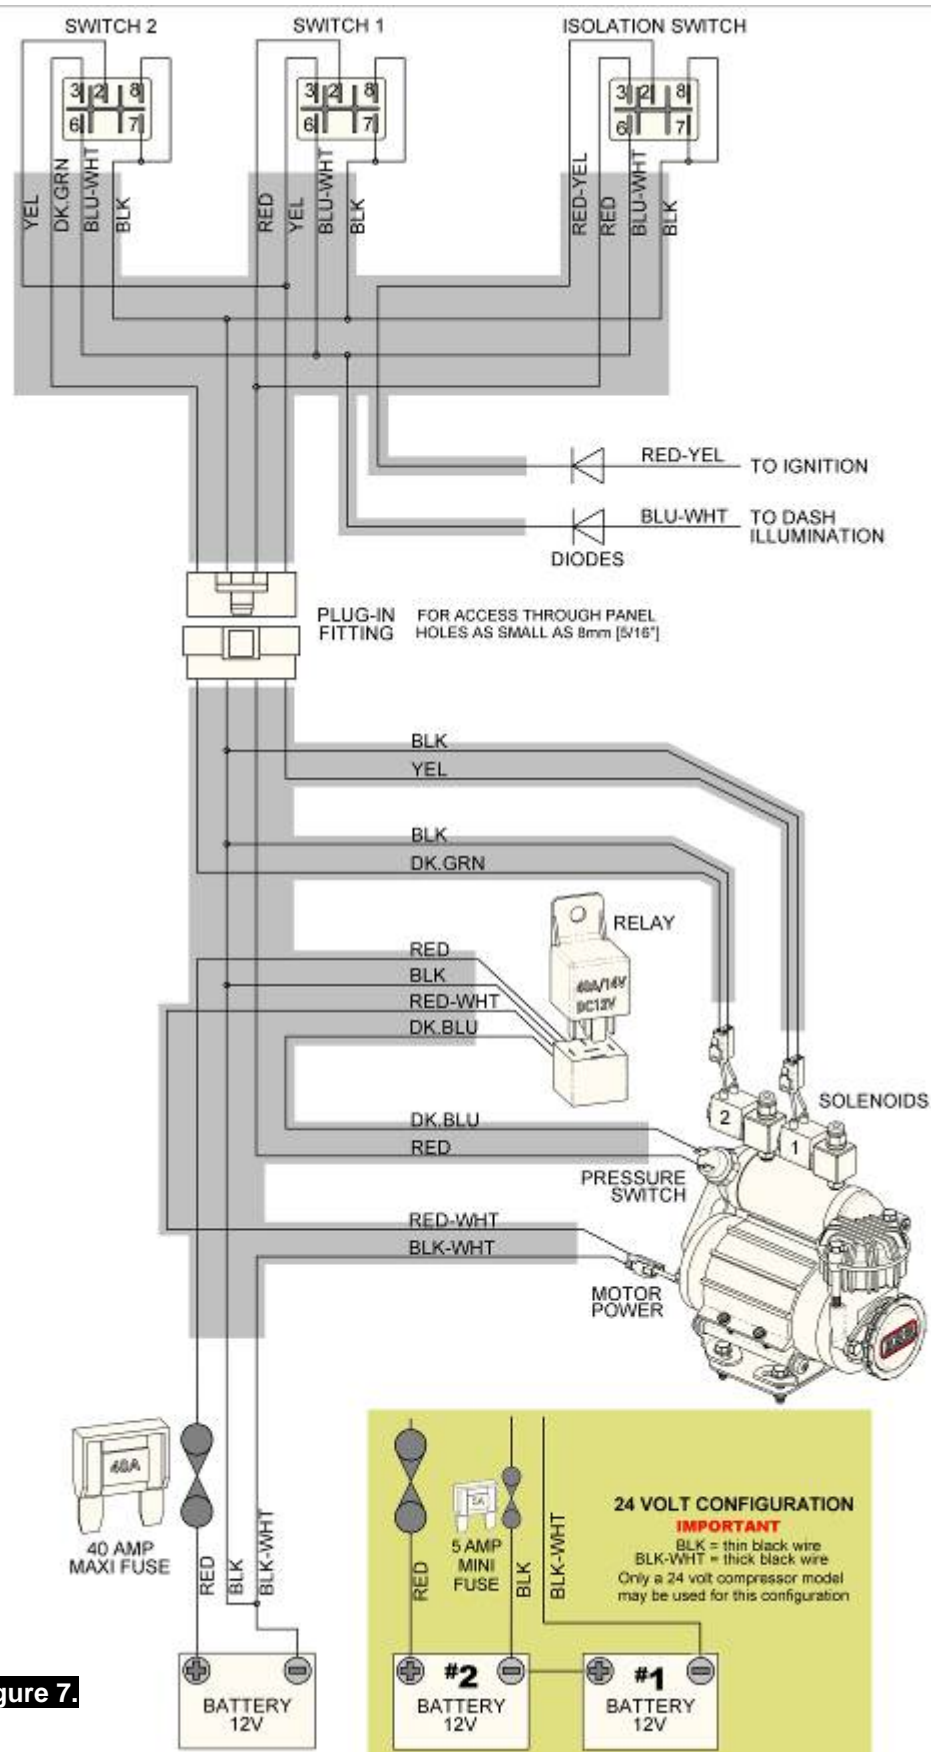 SWITCH 2
SWITCH 1
ISOLATION SWITCH
3 2 8
6 7
3 2 8
6 7
3 2 8
6 7
YEL
DK.GRN
BLU-WHT
BLK
RED
YEL
BLU-WHT
BLK
RED-YEL
RED
BLU-WHT
BLK
RED-YEL
TO IGNITION
BLU-WHT
TO DASH
ILLUMINATION
DIODES
PLUG-IN
FITTING
FOR ACCESS THROUGH PANEL
HOLES AS SMALL AS 8mm [5/16"]
BLK
YEL
BLK
DK.GRN
RELAY
40A/14V
DC12V
RED
BLK
RED-WHT
DK.BLU
SOLENOIDS
2
1
DK.BLU
RED
PRESSURE
SWITCH
RED-WHT
BLK-WHT
MOTOR
POWER
40A
40 AMP
MAXI FUSE
RED
BLK
BLK-WHT
+ −
BATTERY
12V
5A
5 AMP
MINI
FUSE
RED
BLK
BLK-WHT
24 VOLT CONFIGURATION
IMPORTANT
BLK = thin black wire
BLK-WHT = thick black wire
Only a 24 volt compressor model
may be used for this configuration
+ #2 −
BATTERY
12V
+ #1 −
BATTERY
12V
gure 7.